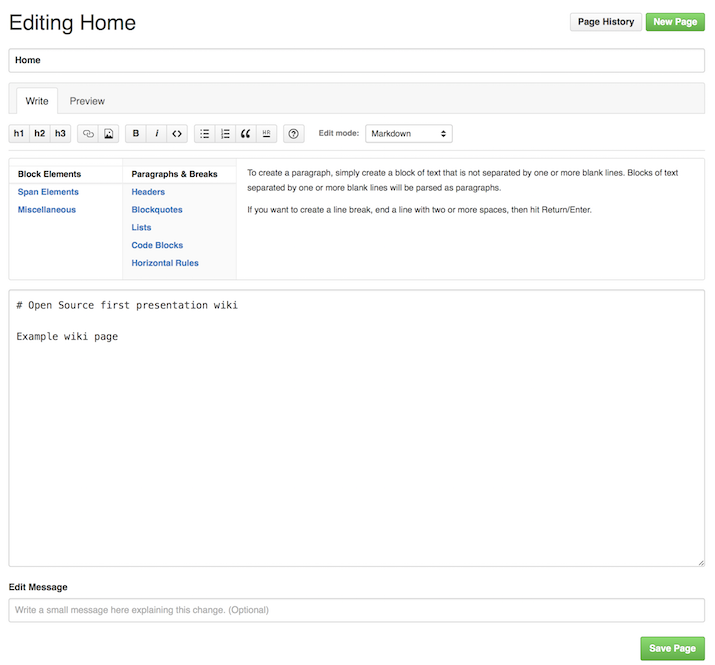 Editing Home
Page History
New Page
Home
Write
Preview
h1 h2 h3
B i <> “ HR ?
Edit mode: Markdown
Block Elements
Span Elements
Miscellaneous
Paragraphs & Breaks
Headers
Blockquotes
Lists
Code Blocks
Horizontal Rules
To create a paragraph, simply create a block of text that is not separated by one or more blank lines. Blocks of text
separated by one or more blank lines will be parsed as paragraphs.
If you want to create a line break, end a line with two or more spaces, then hit Return/Enter.
# Open Source first presentation wiki
Example wiki page
Edit Message
Write a small message here explaining this change. (Optional)
Save Page